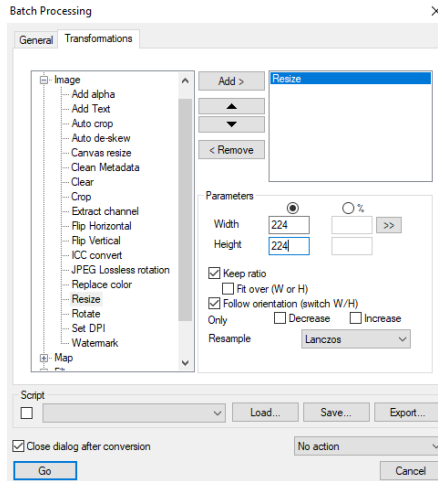 Batch Processing
General Transformations
Image
Add alpha
Add Text
Auto crop
Auto de-skew
Canvas resize
Clean Metadata
Clear
Crop
Extract channel
Flip Horizontal
Flip Vertical
ICC convert
JPEG Lossless rotation
Replace color
Resize
Rotate
Set DPI
Watermark
Map
Add >
< Remove
Resize
Parameters
%
Width 224 >>
Height 224
Keep ratio
Fit over (W or H)
Follow orientation (switch W/H)
Only Decrease Increase
Resample Lanczos
Script
Load... Save... Export...
Close dialog after conversion No action
Go Cancel